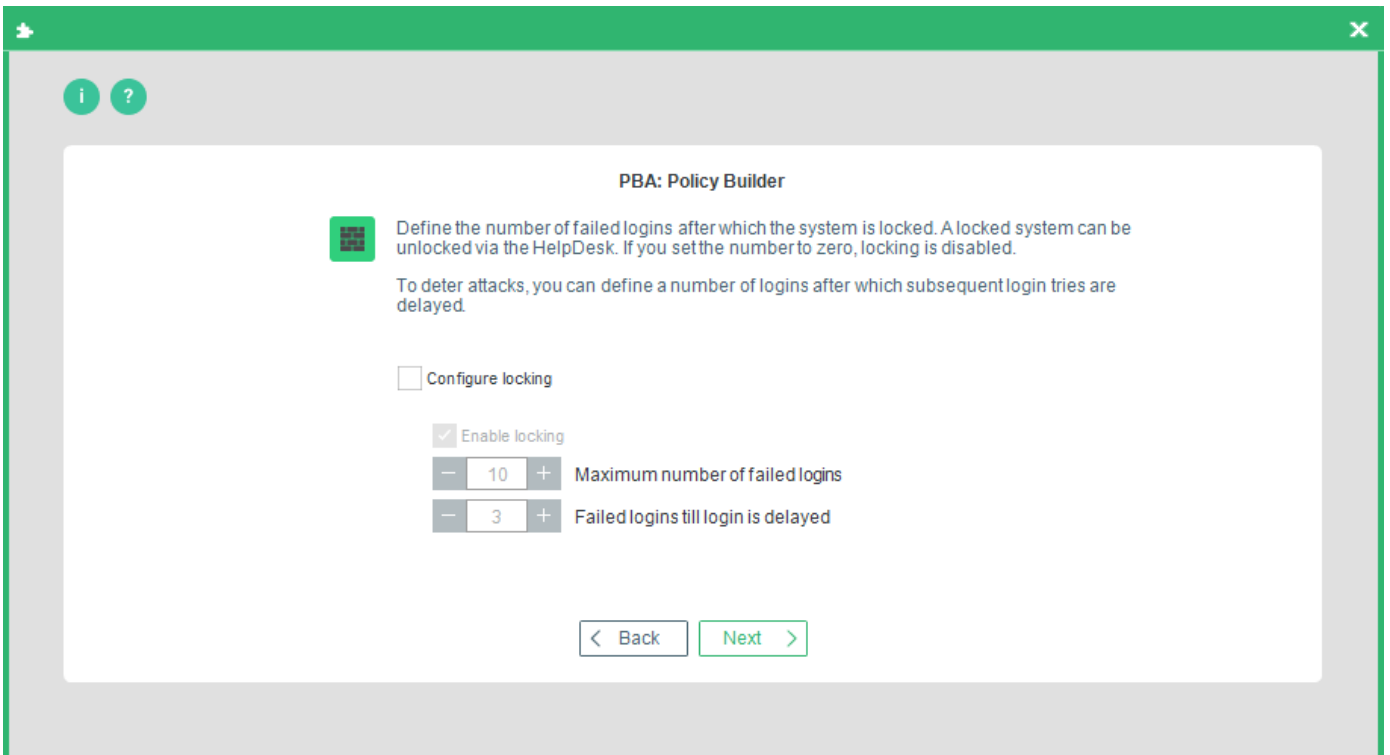 i ?
PBA: Policy Builder
Define the number of failed logins after which the system is locked. A locked system can be
unlocked via the HelpDesk. If you set the number to zero, locking is disabled.
To deter attacks, you can define a number of logins after which subsequent login tries are
delayed.
Configure locking
Enable locking
10 Maximum number of failed logins
3 Failed logins till login is delayed
Back Next